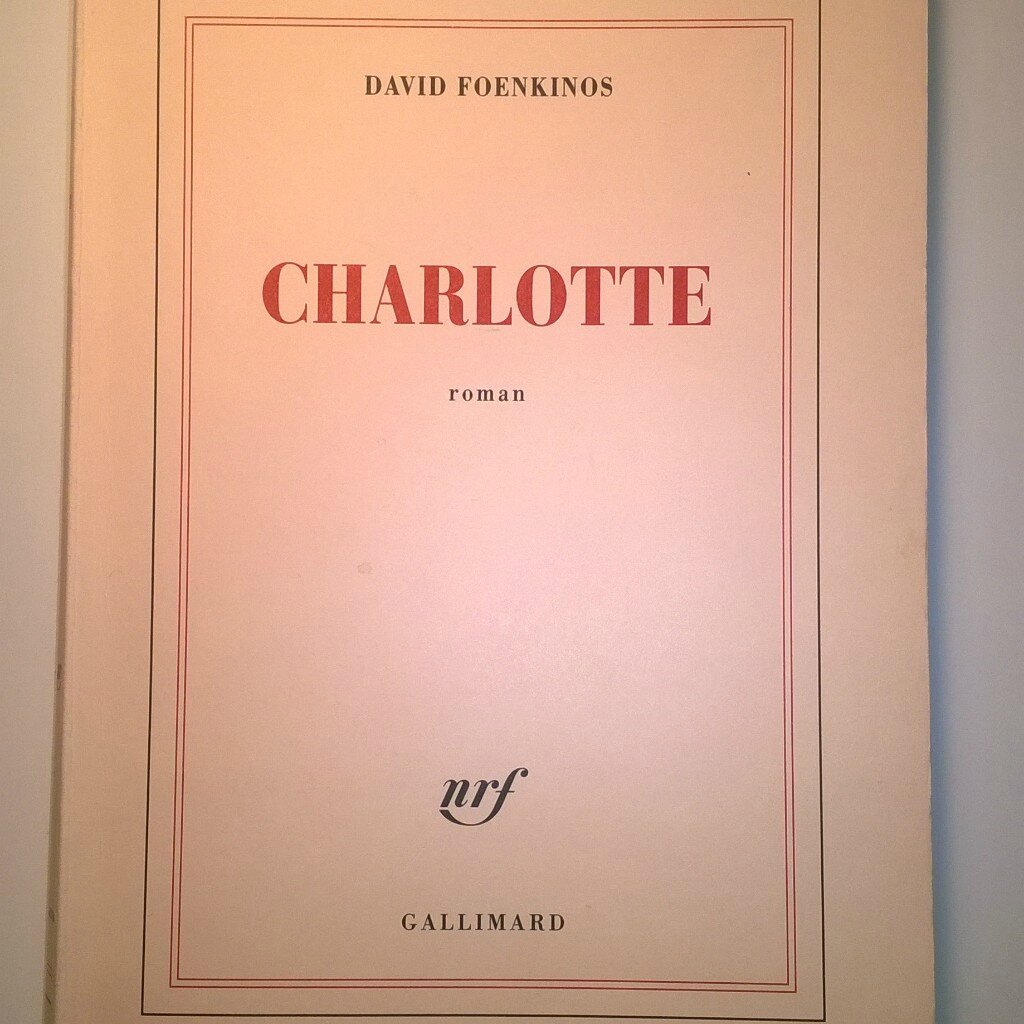 DAVID FOENKINOS
CHARLOTTE
roman
nrf
GALLIMARD